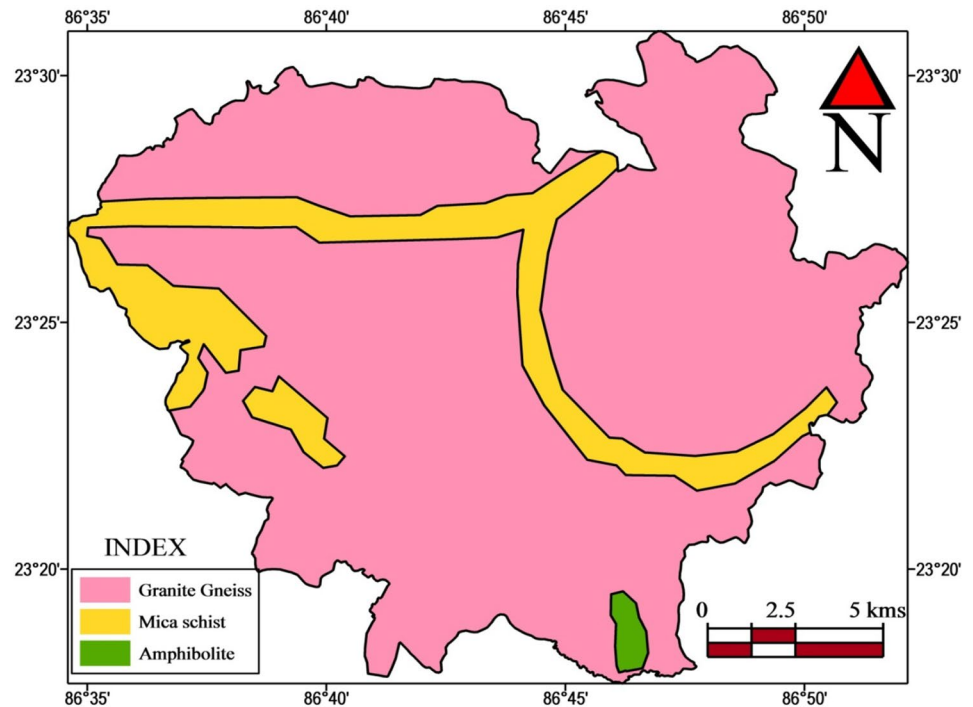 86°35' 86°40' 86°45' 86°50'
23°30' 23°30'
N
23°25' 23°25'
INDEX
23°20' 23°20'
Granite Gneiss
Mica schist
Amphibolite
0 2.5 5 kms
86°35' 86°40' 86°45' 86°50'